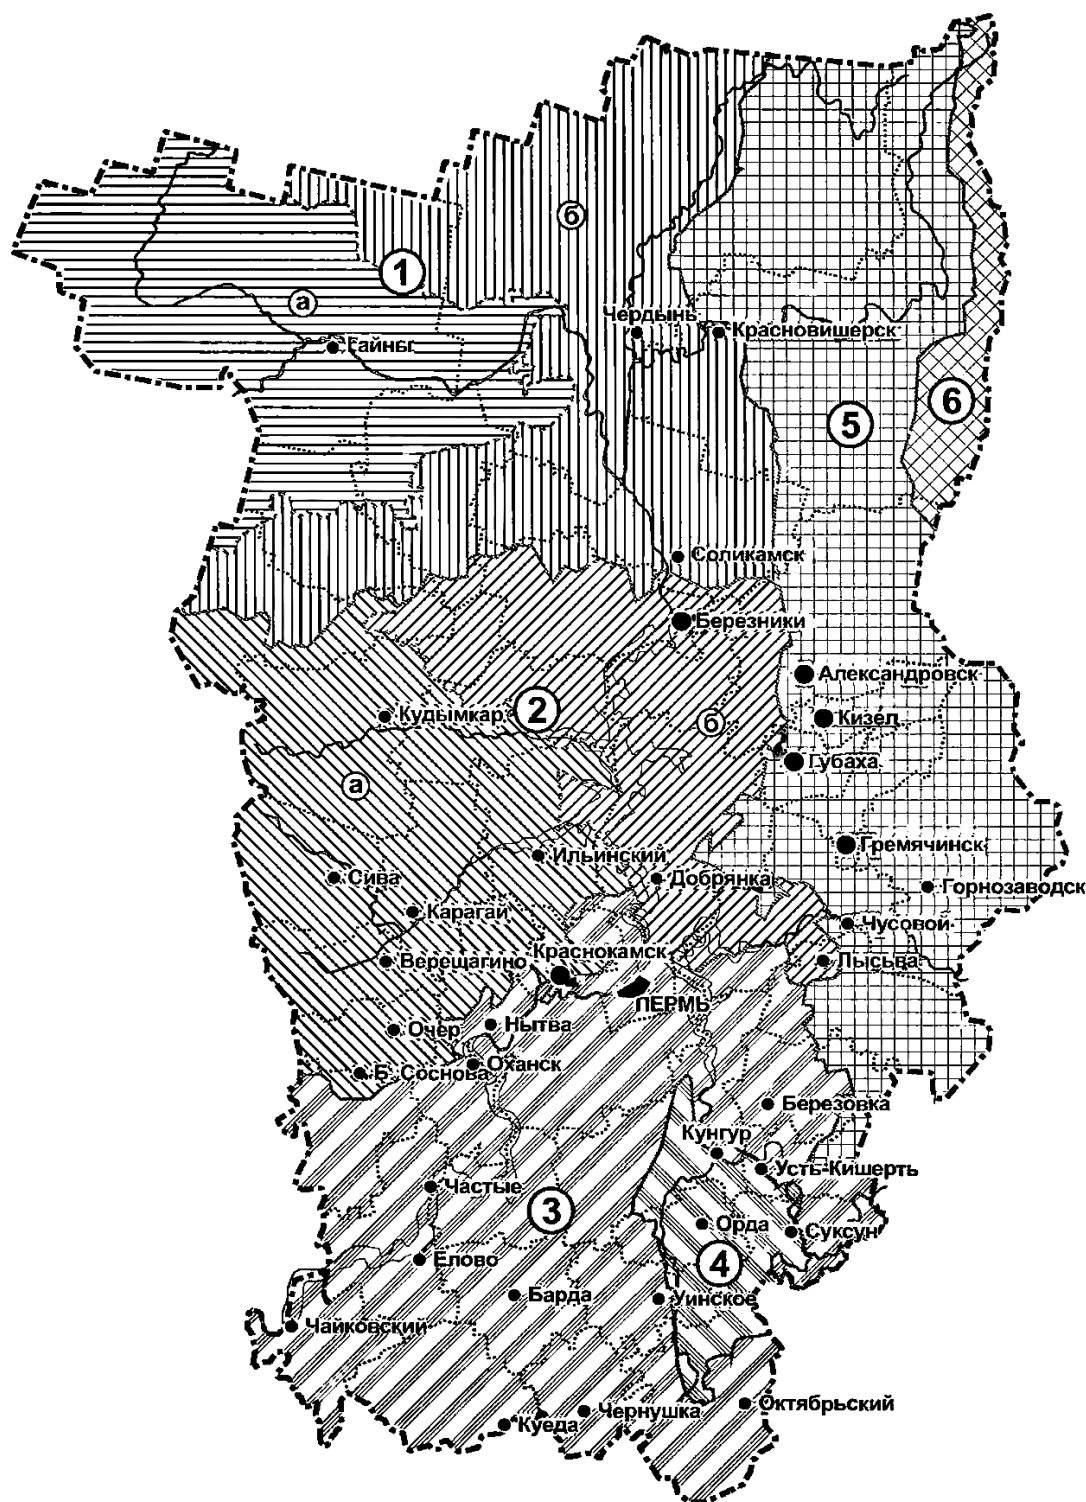 б
1
а
Чердынь
Красновишерск
Гайны
6
5
Соликамск
Березники
Александровск
Кудымкар
2
б
Кизел
Губаха
а
Гремячинск
Ильинский
Сива
Добрянка
Горнозаводск
Карагай
Чусовой
Краснокамск
Верещагино
Лысьва
ПЕРМЬ
Очер
Нытва
Оханск
Б. Соснова
Березовка
Кунгур
Усть-Кишерть
Частые
3
Орда
Суксун
Елово
4
Барда
Уинское
Чайковский
Октябрьский
Чернушка
Куеда